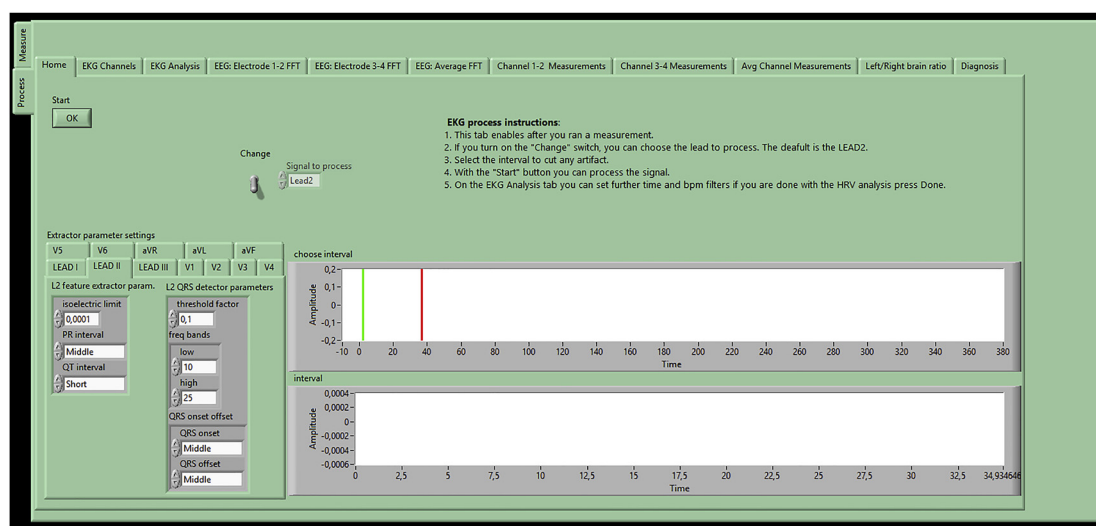 Measure
Process
Home
EKG Channels
EKG Analysis
EEG: Electrode 1-2 FFT
EEG: Electrode 3-4 FFT
EEG: Average FFT
Channel 1-2 Measurements
Channel 3-4 Measurements
Avg Channel Measurements
Left/Right brain ratio
Diagnosis
Start
OK
EKG process instructions:
1. This tab enables after you ran a measurement.
2. If you turn on the "Change" switch, you can choose the lead to process. The deafult is the LEAD2.
3. Select the interval to cut any artifact.
4. With the "Start" button you can process the signal.
5. On the EKG Analysis tab you can set further time and bpm filters if you are done with the HRV analysis press Done.
Change
Signal to process
Lead2
Extractor parameter settings
V5 V6 aVR aVL aVF
LEAD I LEAD II LEAD III V1 V2 V3 V4
L2 feature extractor param.
isoelectric limit
0,0001
PR interval
Middle
QT interval
Short
L2 QRS detector parameters
threshold factor
0,1
freq bands
low
10
high
25
QRS onset offset
QRS onset
Middle
QRS offset
Middle
choose interval
Amplitude
0,2
0,1
0
-0,1
-0,2
-10 0 20 40 60 80 100 120 140 160 180 200 220 240 260 280 300 320 340 360 380
Time
interval
Amplitude
0,0004
0,0002
0
-0,0002
-0,0004
-0,0006
0 2,5 5 7,5 10 12,5 15 17,5 20 22,5 25 27,5 30 32,5 34,934646
Time